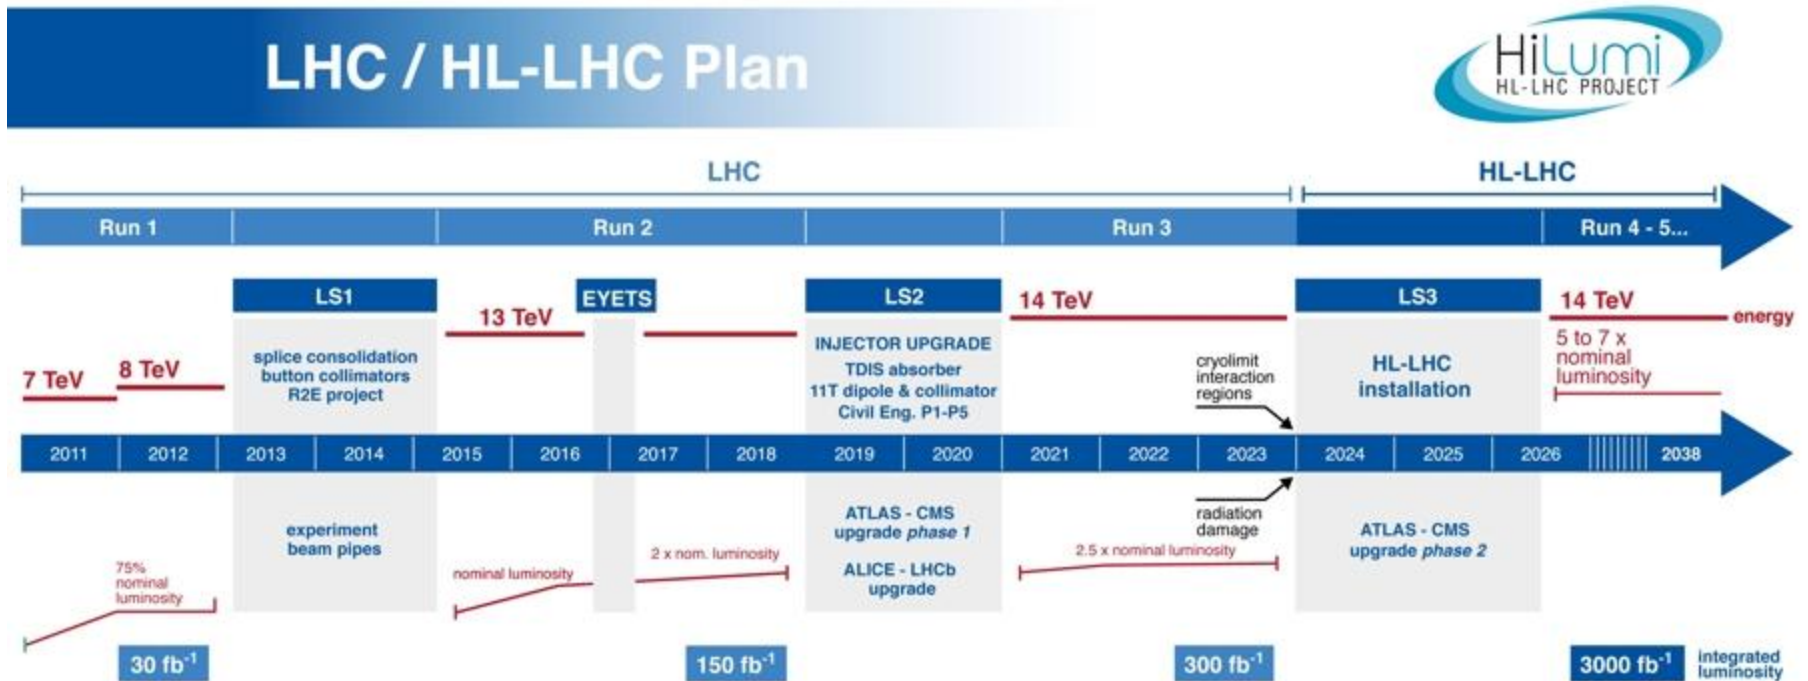 LHC / HL-LHC Plan
HiLumi
HL-LHC PROJECT
LHC
HL-LHC
Run 1
Run 2
Run 3
Run 4 - 5...
LS1
EYETS
LS2
14 TeV
LS3
14 TeV
energy
13 TeV
7 TeV
8 TeV
splice consolidation
button collimators
R2E project
INJECTOR UPGRADE
TDIS absorber
11T dipole & collimator
Civil Eng. P1-P5
cryolimit
interaction
regions
HL-LHC
installation
5 to 7 x
nominal
luminosity
2011
2012
2013
2014
2015
2016
2017
2018
2019
2020
2021
2022
2023
2024
2025
2026
2038
75%
nominal
luminosity
experiment
beam pipes
nominal luminosity
2 x nom. luminosity
ATLAS - CMS
upgrade phase 1
ALICE - LHCb
upgrade
radiation
damage
2.5 x nominal luminosity
ATLAS - CMS
upgrade phase 2
30 fb-1
150 fb-1
300 fb-1
3000 fb-1
integrated
luminosity